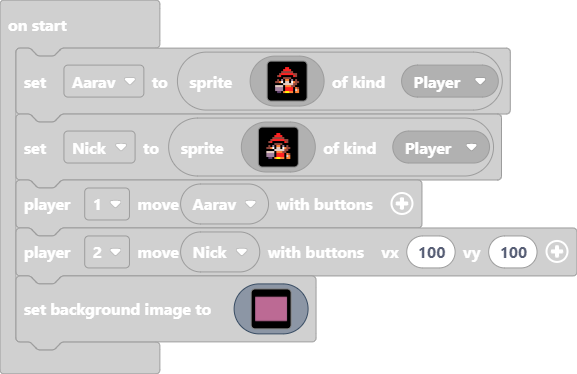 on start
set Aarav to sprite of kind Player
set Nick to sprite of kind Player
player 1 move Aarav with buttons
player 2 move Nick with buttons vx 100 vy 100
set background image to